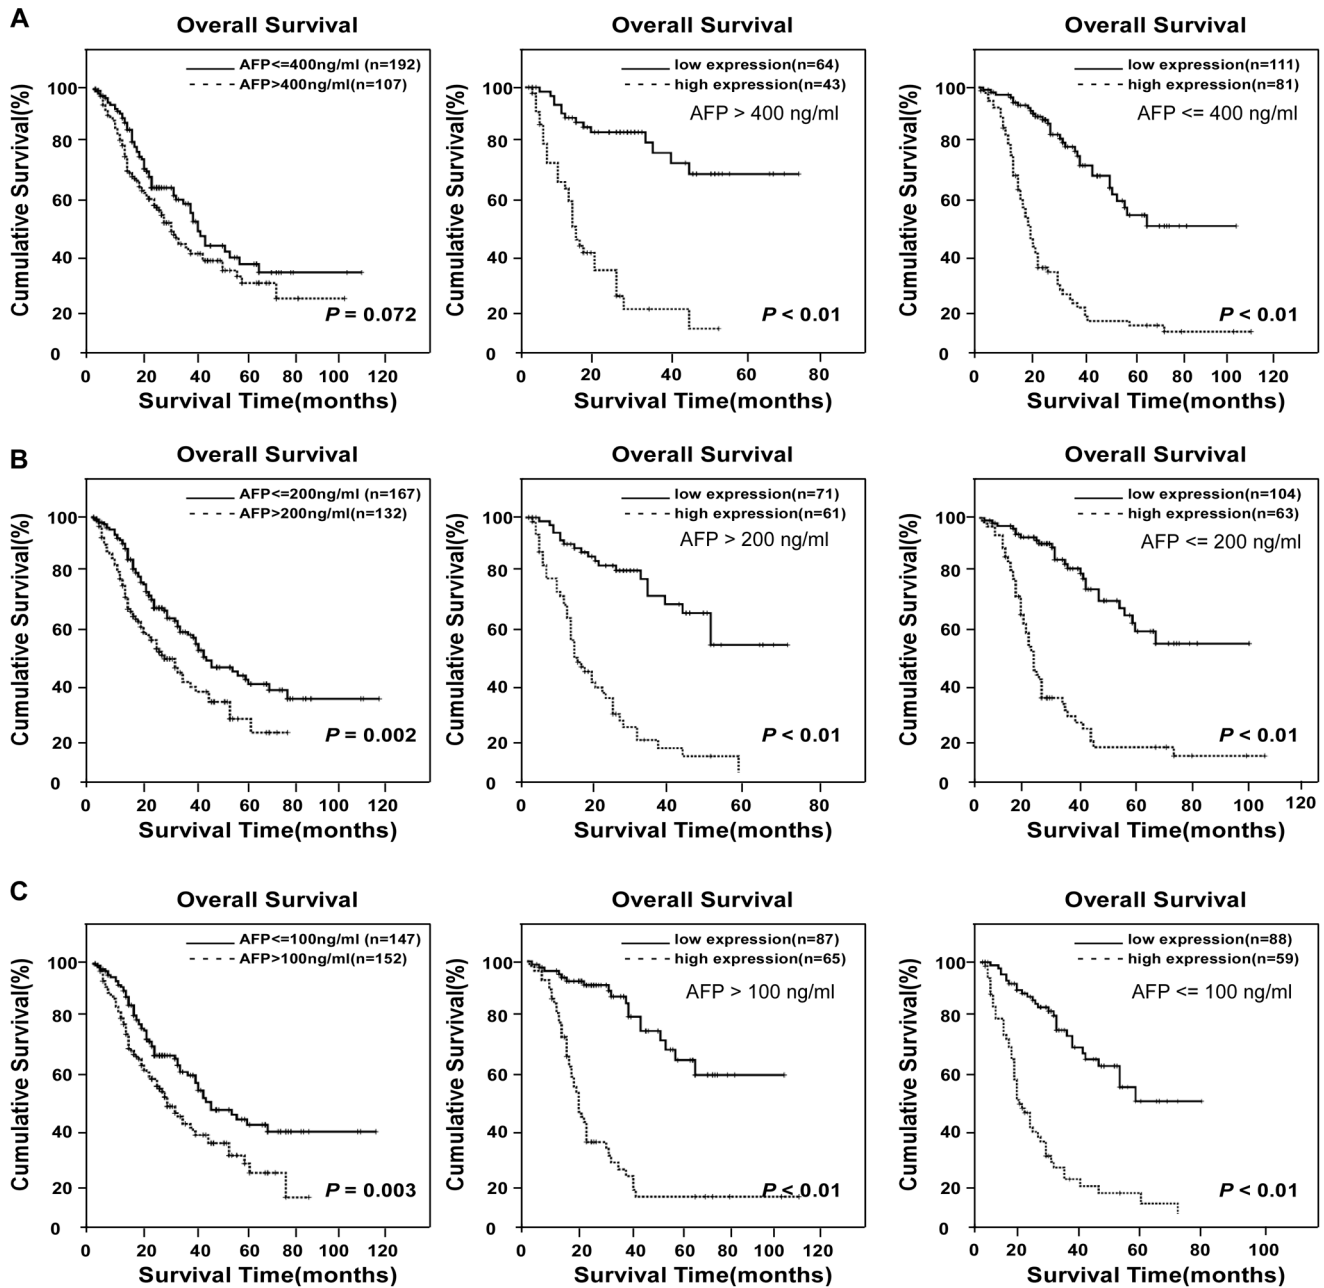 A
Overall Survival
AFP<=400ng/ml (n=192)
AFP>400ng/ml(n=107)
Cumulative Survival(%)
100
80
60
40
20
0
P = 0.072
0 20 40 60 80 100 120
Survival Time(months)
Overall Survival
low expression(n=64)
high expression(n=43)
AFP > 400 ng/ml
Cumulative Survival(%)
100
80
60
40
20
0
P < 0.01
0 20 40 60 80
Survival Time(months)
Overall Survival
low expression(n=111)
high expression(n=81)
AFP <= 400 ng/ml
Cumulative Survival(%)
100
80
60
40
20
0
P < 0.01
0 20 40 60 80 100 120
Survival Time(months)
B
Overall Survival
AFP<=200ng/ml (n=167)
AFP>200ng/ml(n=132)
Cumulative Survival(%)
100
80
60
40
20
0
P = 0.002
0 20 40 60 80 100 120
Survival Time(months)
Overall Survival
low expression(n=71)
high expression(n=61)
AFP > 200 ng/ml
Cumulative Survival(%)
100
80
60
40
20
0
P < 0.01
0 20 40 60 80
Survival Time(months)
Overall Survival
low expression(n=104)
high expression(n=63)
AFP <= 200 ng/ml
Cumulative Survival(%)
100
80
60
40
20
0
P < 0.01
0 20 40 60 80 100 120
Survival Time(months)
C
Overall Survival
AFP<=100ng/ml (n=147)
AFP>100ng/ml(n=152)
Cumulative Survival(%)
100
80
60
40
20
0
P = 0.003
0 20 40 60 80 100 120
Survival Time(months)
Overall Survival
low expression(n=87)
high expression(n=65)
AFP > 100 ng/ml
Cumulative Survival(%)
100
80
60
40
20
0
P < 0.01
0 20 40 60 80 100 120
Survival Time(months)
Overall Survival
low expression(n=88)
high expression(n=59)
AFP <= 100 ng/ml
Cumulative Survival(%)
100
80
60
40
20
0
P < 0.01
0 20 40 60 80 100
Survival Time(months)